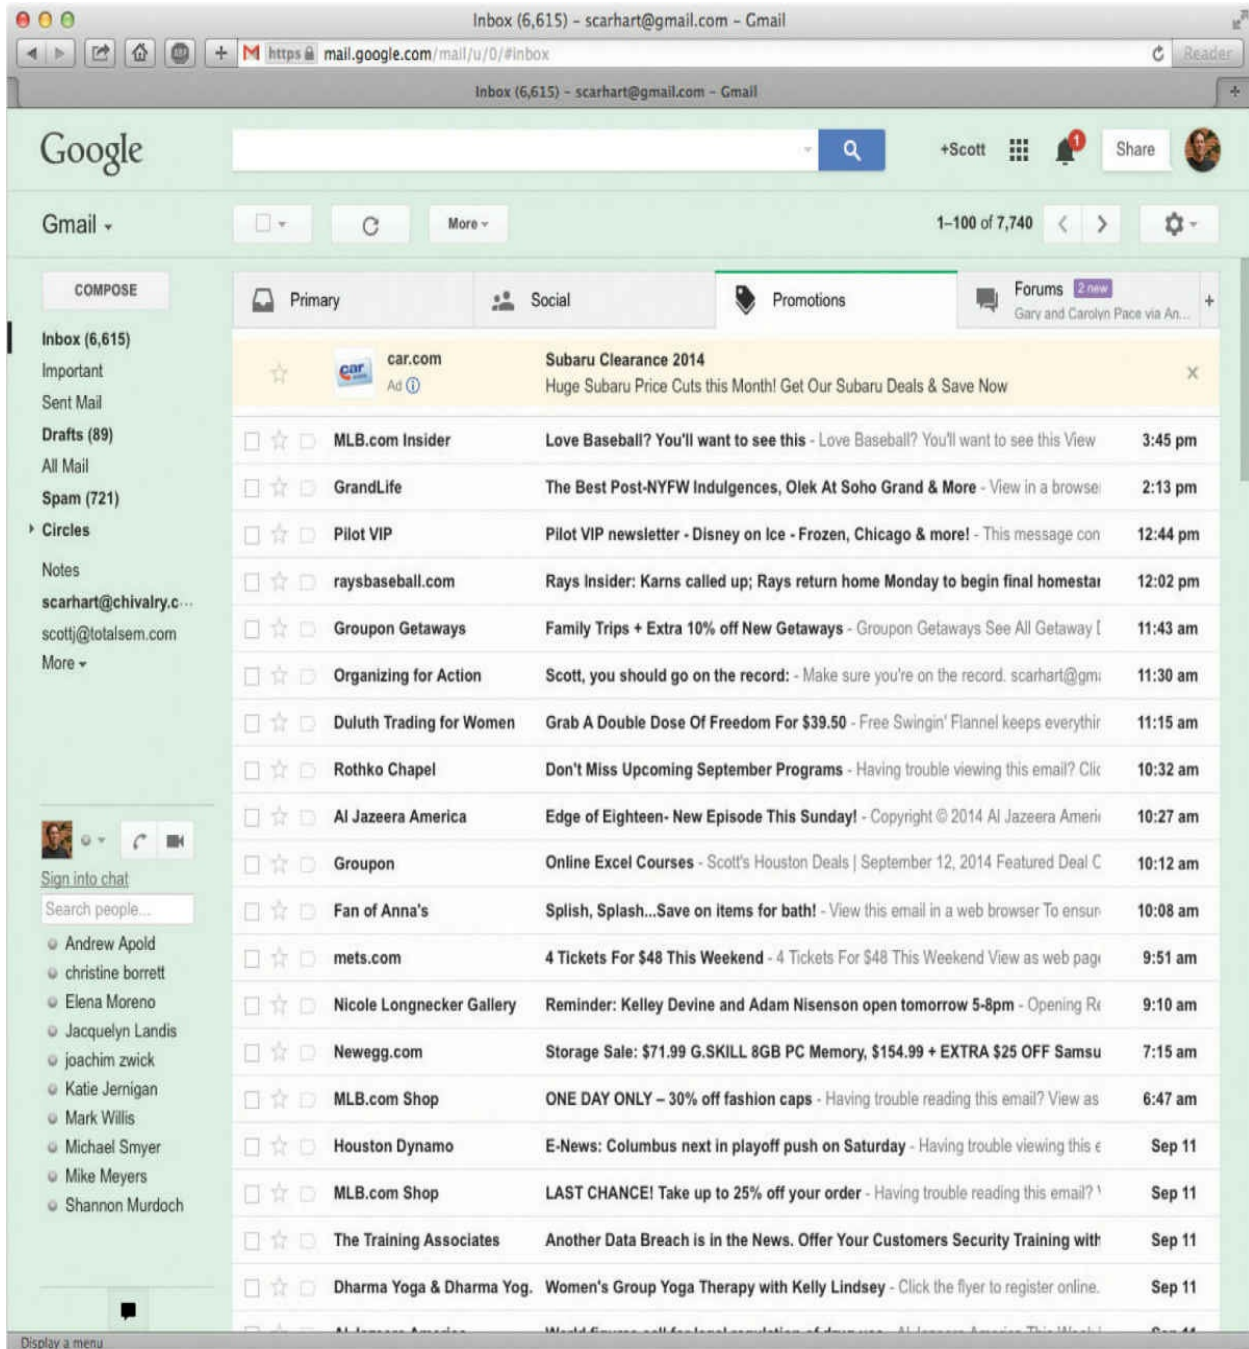 Inbox (6,615) – scarhart@gmail.com – Gmail
https mail.google.com/mail/u/0/#inbox
Reader
Inbox (6,615) – scarhart@gmail.com – Gmail
Google
+Scott
1
Share
Gmail
More
1–100 of 7,740
COMPOSE
Inbox (6,615)
Important
Sent Mail
Drafts (89)
All Mail
Spam (721)
Circles
Notes
scarhart@chivalry.c...
scottj@totalsem.com
More
Sign into chat
Search people...
Andrew Apold
christine borrett
Elena Moreno
Jacquelyn Landis
joachim zwick
Katie Jernigan
Mark Willis
Michael Smyer
Mike Meyers
Shannon Murdoch
Primary
Social
Promotions
Forums 2 new
Gary and Carolyn Pace via An...
car.com Subaru Clearance 2014
Ad Huge Subaru Price Cuts this Month! Get Our Subaru Deals & Save Now
MLB.com Insider Love Baseball? You'll want to see this - Love Baseball? You'll want to see this View 3:45 pm
GrandLife The Best Post-NYFW Indulgences, Olek At Soho Grand & More - View in a browse 2:13 pm
Pilot VIP Pilot VIP newsletter - Disney on Ice - Frozen, Chicago & more! - This message con 12:44 pm
raysbaseball.com Rays Insider: Karns called up; Rays return home Monday to begin final homestar 12:02 pm
Groupon Getaways Family Trips + Extra 10% off New Getaways - Groupon Getaways See All Getaway 11:43 am
Organizing for Action Scott, you should go on the record: - Make sure you're on the record. scarhart@gm 11:30 am
Duluth Trading for Women Grab A Double Dose Of Freedom For $39.50 - Free Swingin' Flannel keeps everythin 11:15 am
Rothko Chapel Don't Miss Upcoming September Programs - Having trouble viewing this email? Clic 10:32 am
Al Jazeera America Edge of Eighteen- New Episode This Sunday! - Copyright © 2014 Al Jazeera Ameri 10:27 am
Groupon Online Excel Courses - Scott's Houston Deals | September 12, 2014 Featured Deal C 10:12 am
Fan of Anna's Splish, Splash...Save on items for bath! - View this email in a web browser To ensur 10:08 am
mets.com 4 Tickets For $48 This Weekend - 4 Tickets For $48 This Weekend View as web page 9:51 am
Nicole Longnecker Gallery Reminder: Kelley Devine and Adam Nisenson open tomorrow 5-8pm - Opening Re 9:10 am
Newegg.com Storage Sale: $71.99 G.SKILL 8GB PC Memory, $154.99 + EXTRA $25 OFF Samsu 7:15 am
MLB.com Shop ONE DAY ONLY – 30% off fashion caps - Having trouble reading this email? View as 6:47 am
Houston Dynamo E-News: Columbus next in playoff push on Saturday - Having trouble viewing this e Sep 11
MLB.com Shop LAST CHANCE! Take up to 25% off your order - Having trouble reading this email? Sep 11
The Training Associates Another Data Breach is in the News. Offer Your Customers Security Training with Sep 11
Dharma Yoga & Dharma Yog. Women's Group Yoga Therapy with Kelly Lindsey - Click the flyer to register online. Sep 11
Display a menu